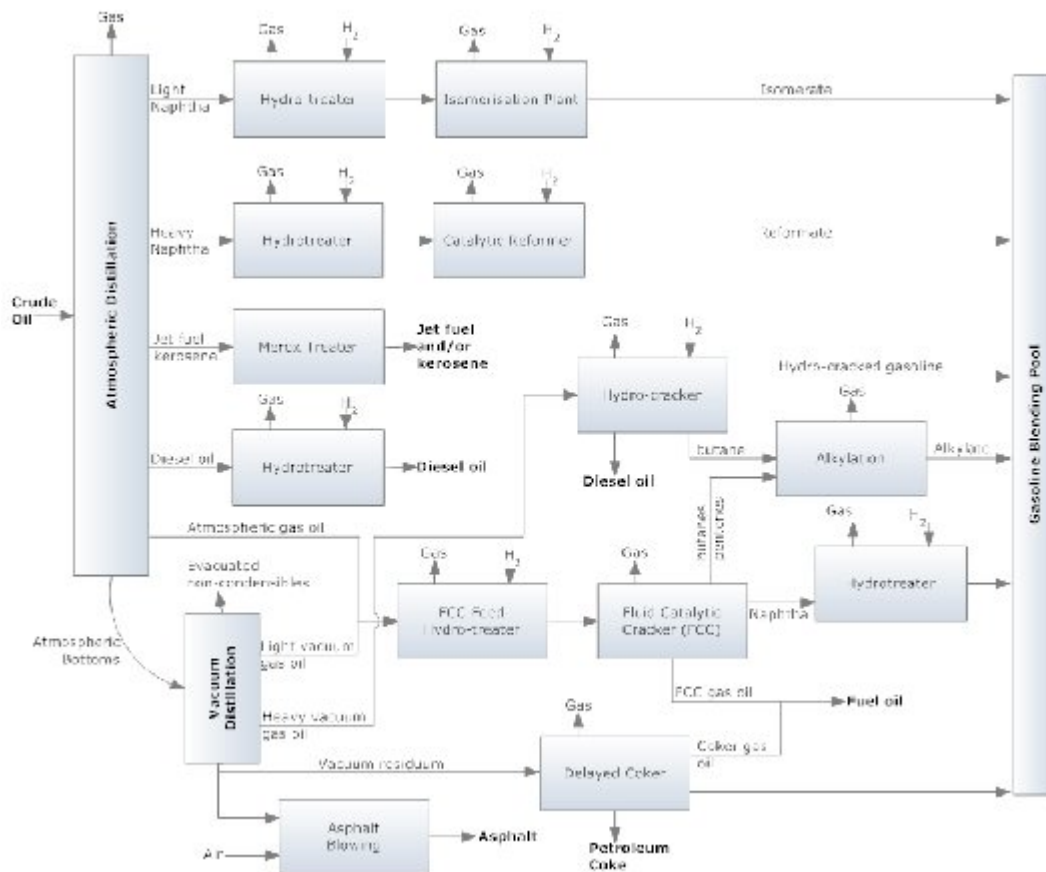 Gas
Gas
H2
Gas
H2
Light
Naphtha
Hydro treater
Isomerisation Plant
Isomerate
Gas
H2
Gas
H2
Heavy
Naphtha
Hydrotreater
Catalytic Reformer
Reformate
Atmospheric Distillation
Crude
Oil
Jet fuel
kerosene
Merox Treater
Jet fuel
and/or
kerosene
Gas
H2
Hydro-cracker
Hydro-cracked gasoline
Gas
Gas
H2
Diesel oil
Hydrotreater
Diesel oil
Diesel oil
butane
Alkylation
Alkylate
Gasoline Blending Pool
Atmospheric gas oil
butanes
pentenes
Gas
H2
Evacuated
non-condensibles
Gas
H2
Gas
FCC Feed
Hydro-treater
Fluid Catalytic
Cracker (FCC)
Naphtha
Hydrotreater
Atmospheric
Bottoms
Vacuum
Distillation
Light vacuum
gas oil
Heavy vacuum
gas oil
FCC gas oil
Fuel oil
Gas
Vacuum residuum
Delayed Coker
Coker gas
oil
Asphalt
Blowing
Air
Asphalt
Petroleum
Coke